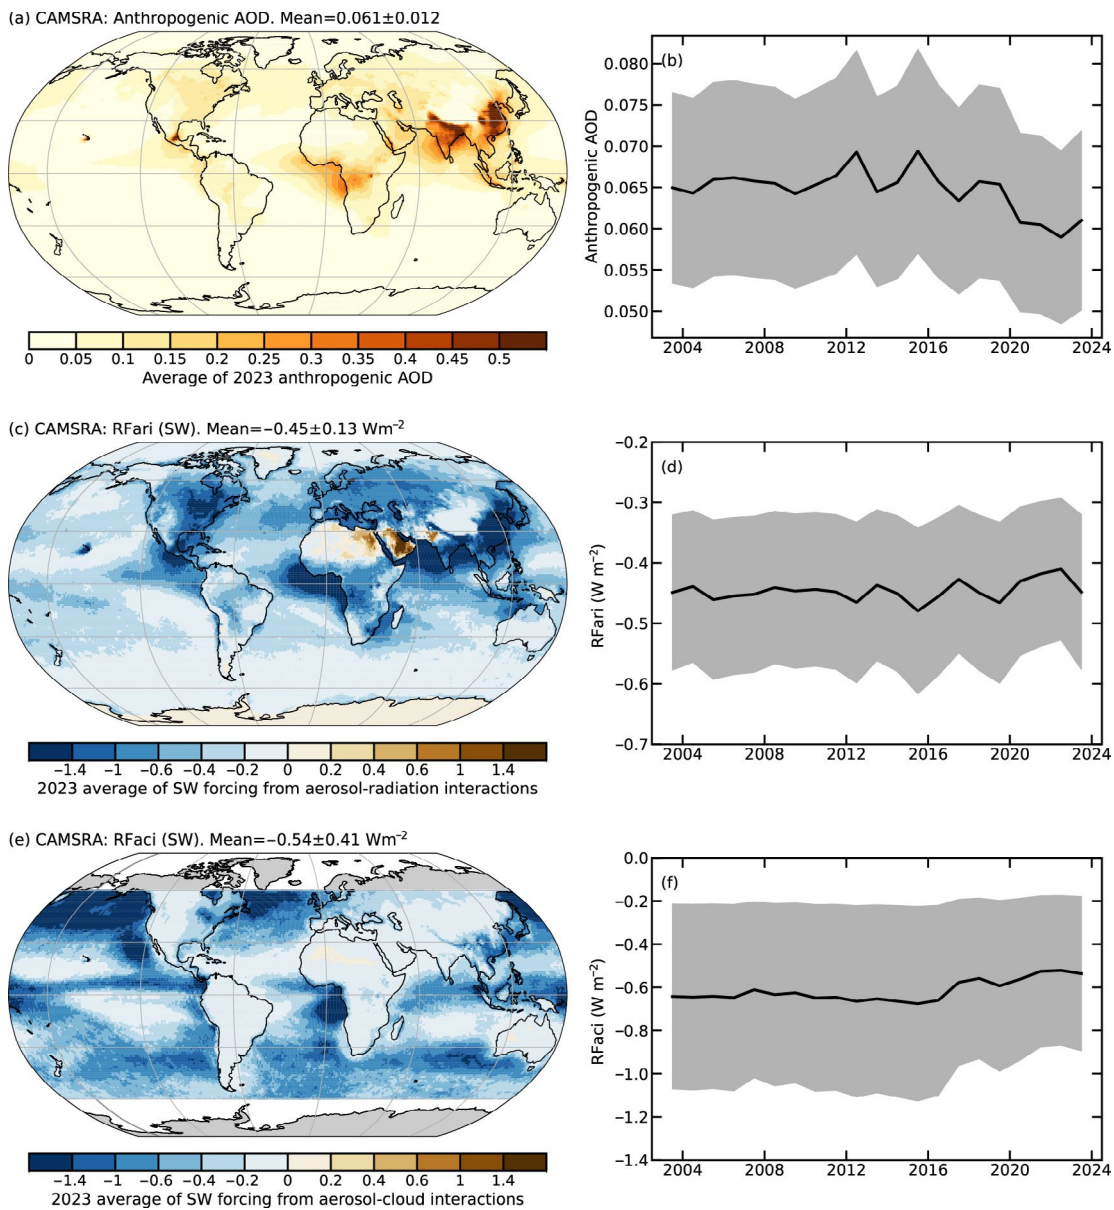 (a) CAMSRA: Anthropogenic AOD. Mean=0.061±0.012
0 0.05 0.1 0.15 0.2 0.25 0.3 0.35 0.4 0.45 0.5
Average of 2023 anthropogenic AOD
(b)
Anthropogenic AOD
0.080
0.075
0.070
0.065
0.060
0.055
0.050
2004 2008 2012 2016 2020 2024
(c) CAMSRA: RFari (SW). Mean=−0.45±0.13 Wm⁻²
−1.4 −1 −0.6 −0.4 −0.2 0 0.2 0.4 0.6 1 1.4
2023 average of SW forcing from aerosol-radiation interactions
(d)
RFari (W m⁻²)
−0.2
−0.3
−0.4
−0.5
−0.6
−0.7
2004 2008 2012 2016 2020 2024
(e) CAMSRA: RFaci (SW). Mean=−0.54±0.41 Wm⁻²
−1.4 −1 −0.6 −0.4 −0.2 0 0.2 0.4 0.6 1 1.4
2023 average of SW forcing from aerosol-cloud interactions
(f)
RFaci (W m⁻²)
0.0
−0.2
−0.4
−0.6
−0.8
−1.0
−1.2
−1.4
2004 2008 2012 2016 2020 2024